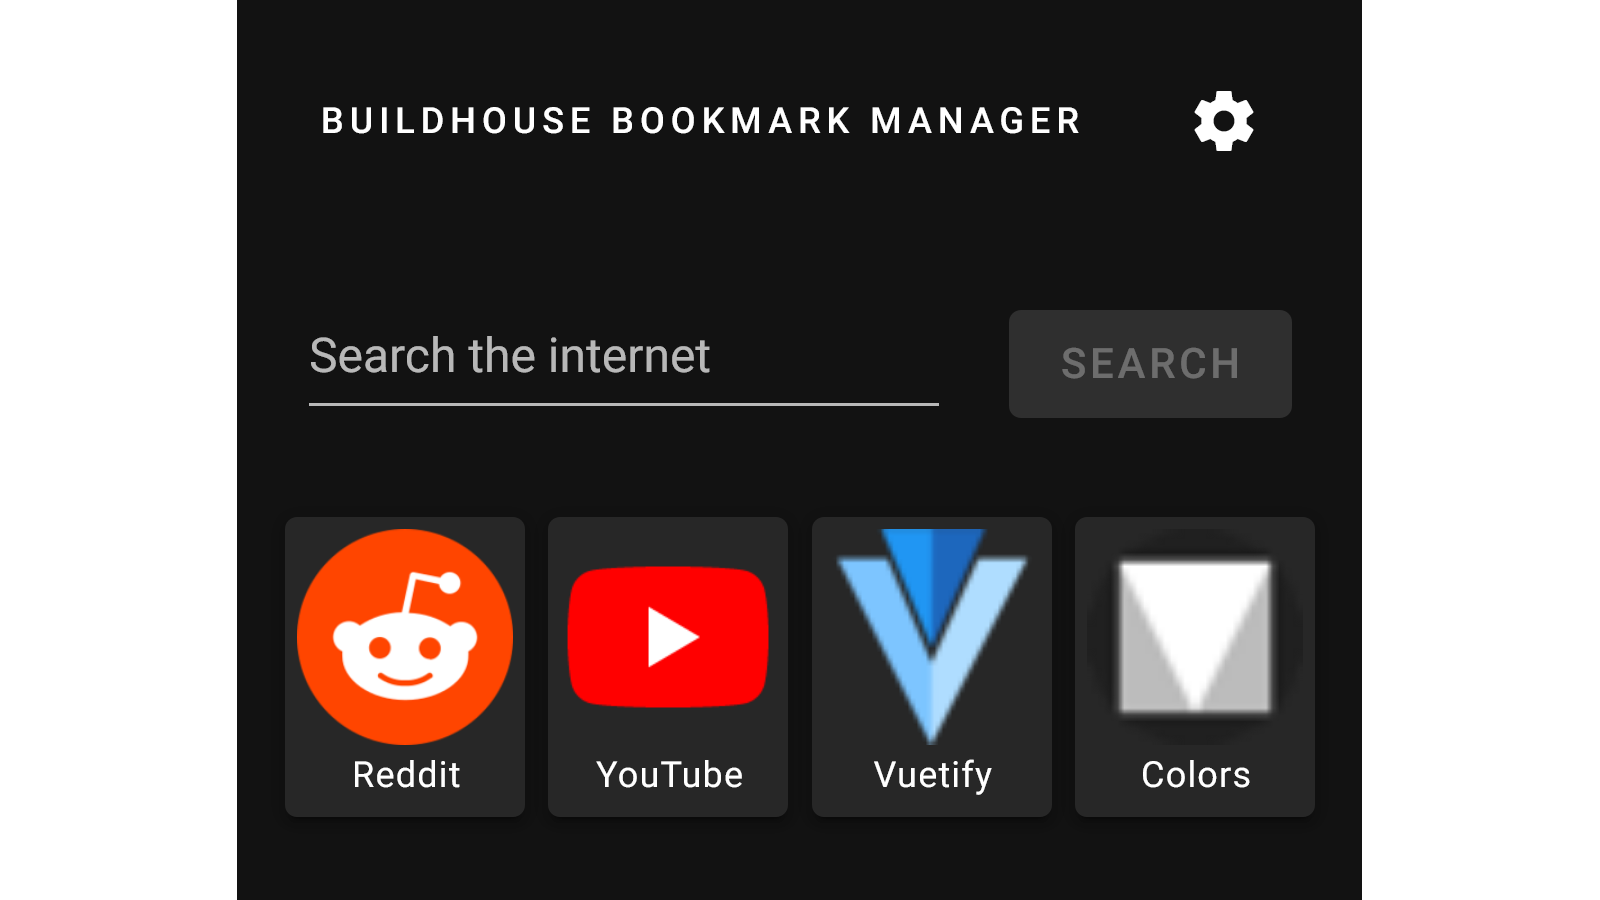 BUILDHOUSE BOOKMARK MANAGER
Search the internet
SEARCH
Reddit
YouTube
Vuetify
Colors